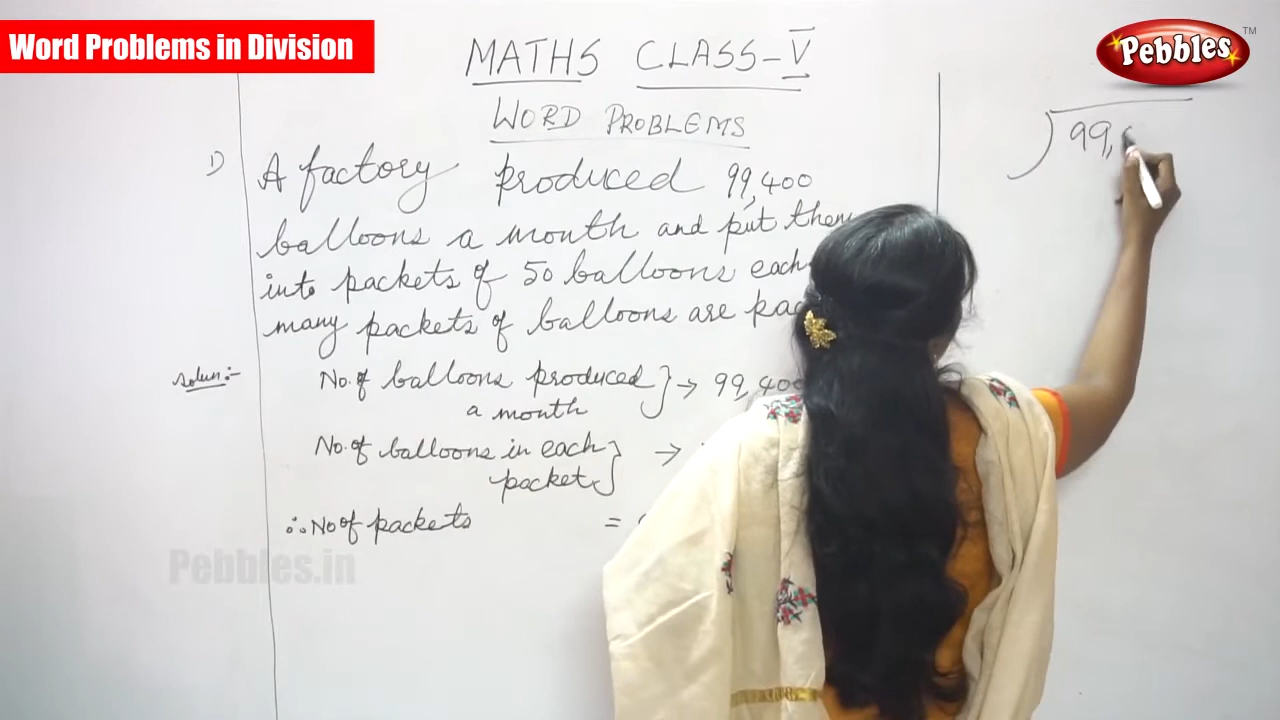 Word Problems in Division
Pebbles TM
MATHS CLASS-V
WORD PROBLEMS
1) A factory produced 99,400
balloons a month and put them
into packets of 50 balloons each
many packets of balloons are
Soln:-
No. of balloons produced
a month } → 99,400
No. of balloons in each
packet } →
∴ No of packets =
99,
Pebbles.in